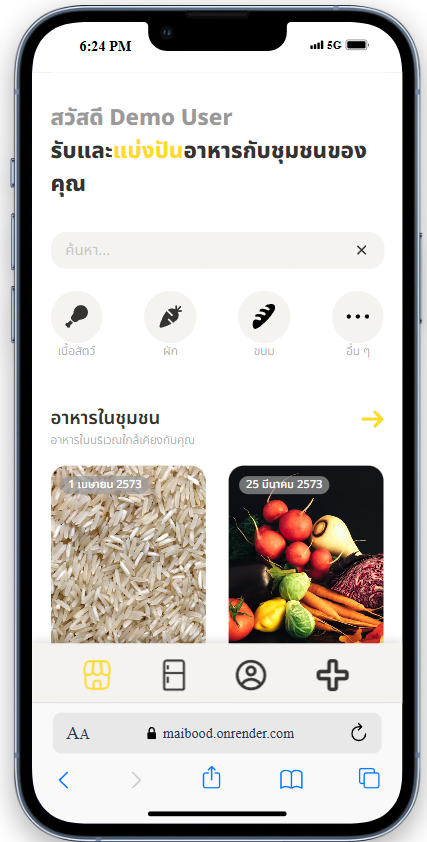 6:24 PM
5G
สวัสดี Demo User
รับและแบ่งปันอาหารกับชุมชนของ
คุณ
ค้นหา...
เนื้อสัตว์
ผัก
ขนม
อื่น ๆ
อาหารในชุมชน
อาหารในบริเวณใกล้เคียงกับคุณ
1 เมษายน 2573
25 มีนาคม 2573
AA
maibood.onrender.com